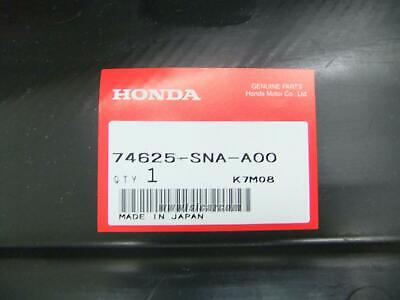 GENUINE PARTS
HONDA Honda Motor Co., Ltd
74625-SNA-A00
QTY 1 K7M08
MADE IN JAPAN